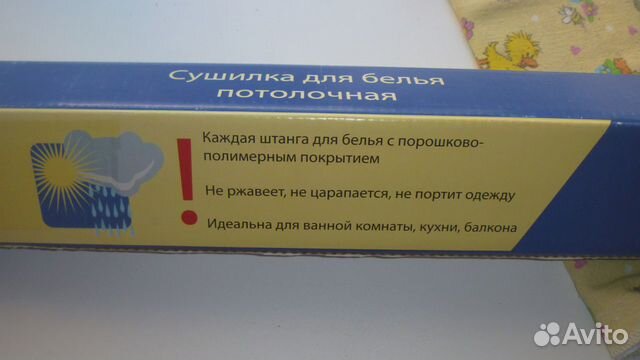 Сушилка для белья
потолочная
Каждая штанга для белья с порошково-
полимерным покрытием
Не ржавеет, не царапается, не портит одежду
Идеальна для ванной комнаты, кухни, балкона
Avito